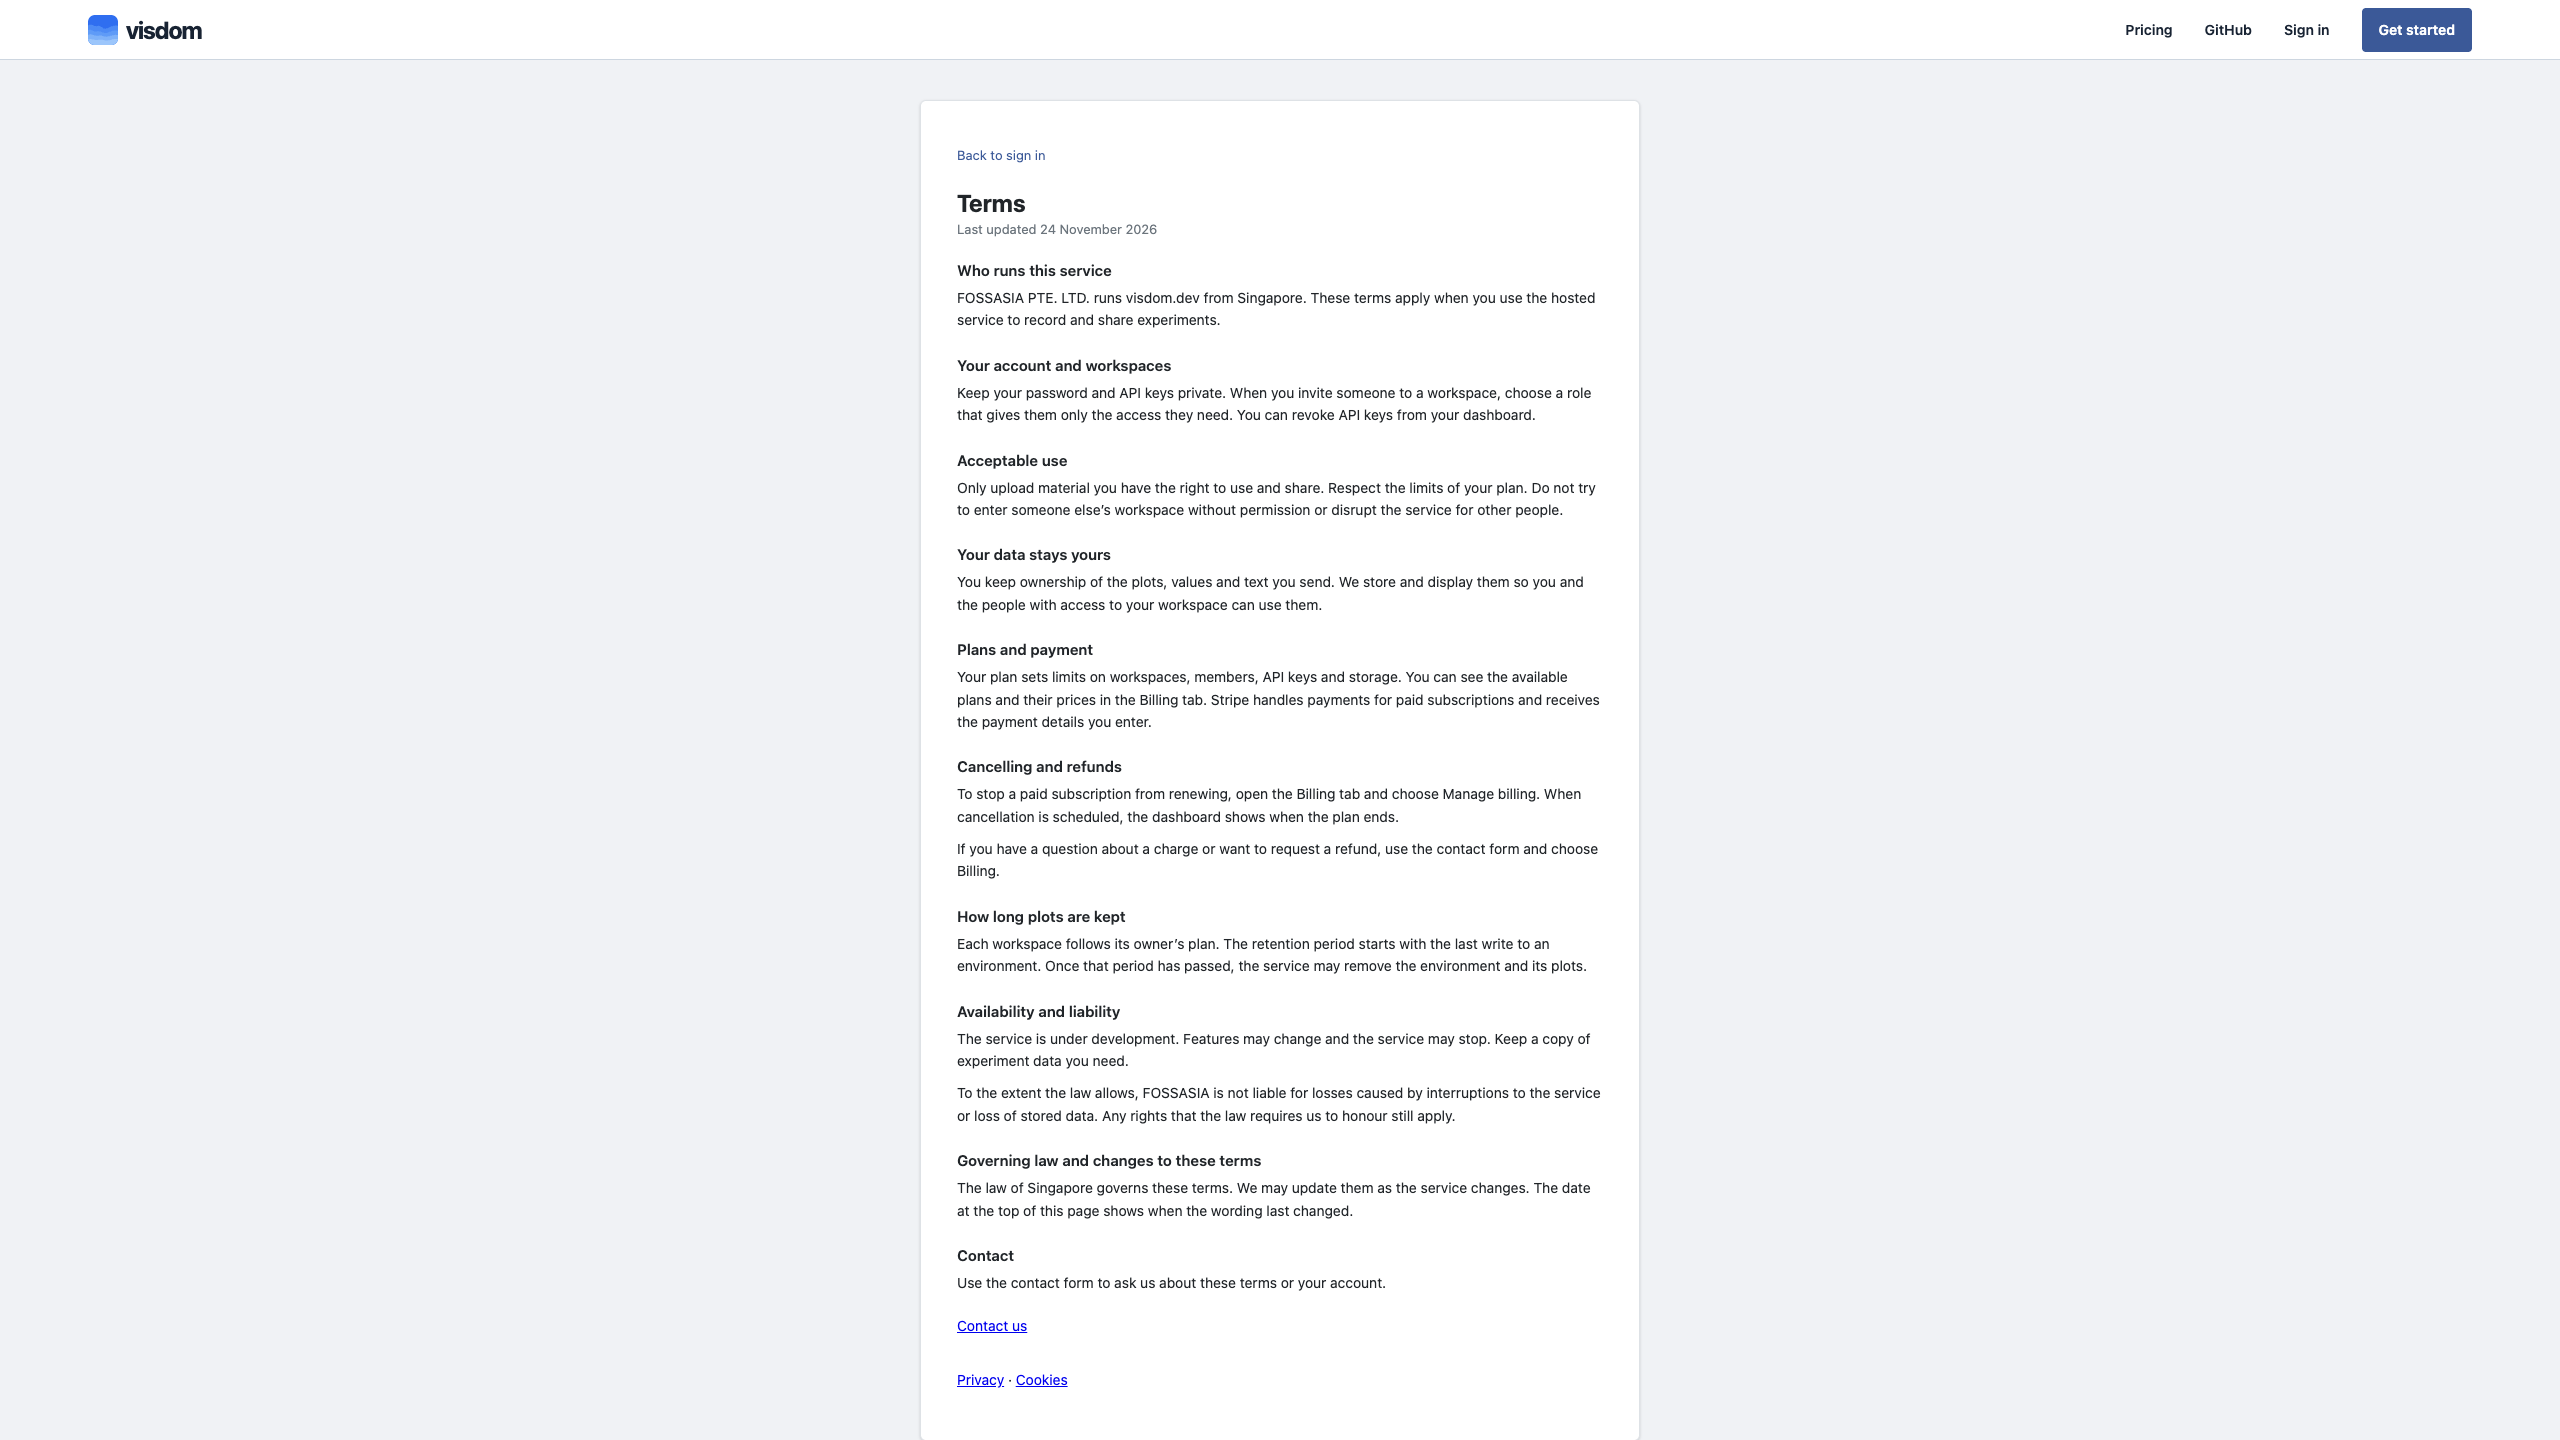 visdom
Pricing
GitHub
Sign in
Get started
Back to sign in
Terms
Last updated 24 November 2026
Who runs this service
FOSSASIA PTE. LTD. runs visdom.dev from Singapore. These terms apply when you use the hosted
service to record and share experiments.
Your account and workspaces
Keep your password and API keys private. When you invite someone to a workspace, choose a role
that gives them only the access they need. You can revoke API keys from your dashboard.
Acceptable use
Only upload material you have the right to use and share. Respect the limits of your plan. Do not try
to enter someone else’s workspace without permission or disrupt the service for other people.
Your data stays yours
You keep ownership of the plots, values and text you send. We store and display them so you and
the people with access to your workspace can use them.
Plans and payment
Your plan sets limits on workspaces, members, API keys and storage. You can see the available
plans and their prices in the Billing tab. Stripe handles payments for paid subscriptions and receives
the payment details you enter.
Cancelling and refunds
To stop a paid subscription from renewing, open the Billing tab and choose Manage billing. When
cancellation is scheduled, the dashboard shows when the plan ends.
If you have a question about a charge or want to request a refund, use the contact form and choose
Billing.
How long plots are kept
Each workspace follows its owner’s plan. The retention period starts with the last write to an
environment. Once that period has passed, the service may remove the environment and its plots.
Availability and liability
The service is under development. Features may change and the service may stop. Keep a copy of
experiment data you need.
To the extent the law allows, FOSSASIA is not liable for losses caused by interruptions to the service
or loss of stored data. Any rights that the law requires us to honour still apply.
Governing law and changes to these terms
The law of Singapore governs these terms. We may update them as the service changes. The date
at the top of this page shows when the wording last changed.
Contact
Use the contact form to ask us about these terms or your account.
Contact us
Privacy · Cookies